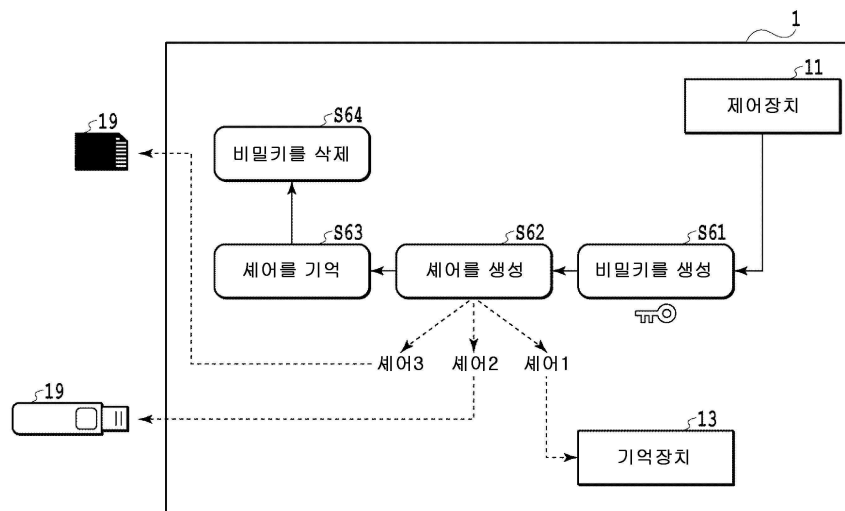 1
11
제어장치
19
S64
비밀키를 삭제
S63
셰어를 기억
S62
셰어를 생성
S61
비밀키를 생성
셰어3
셰어2
셰어1
19
13
기억장치